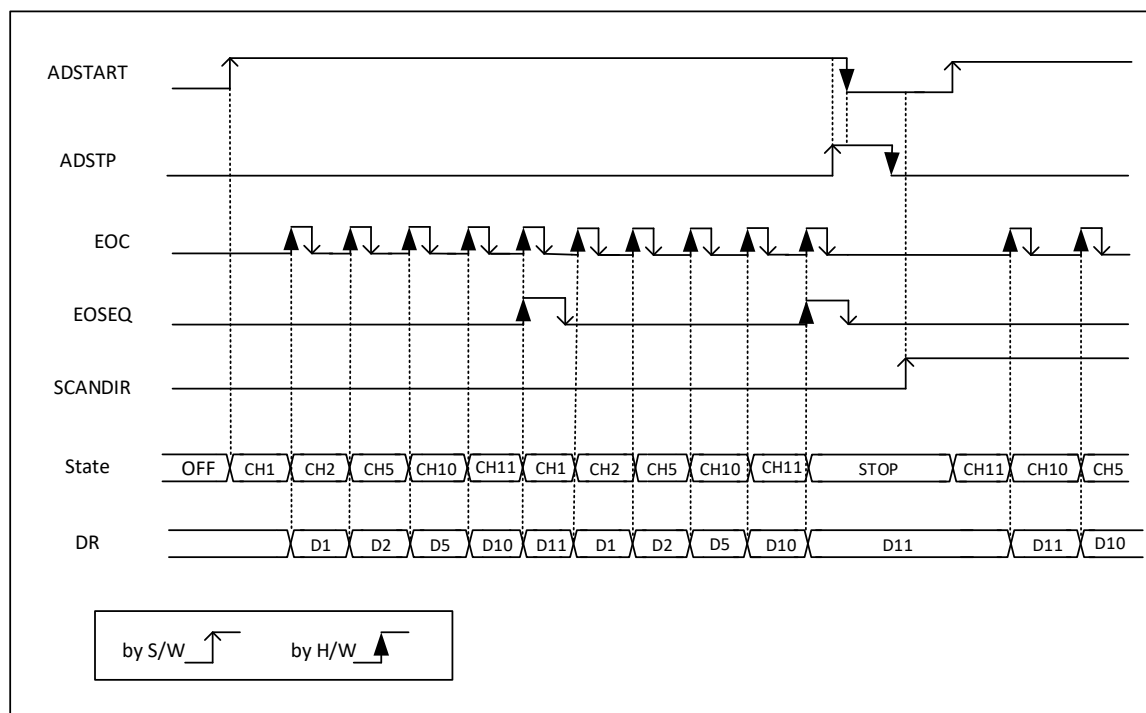 ADSTART
ADSTP
EOC
EOSEQ
SCANDIR
State OFF CH1 CH2 CH5 CH10 CH11 CH1 CH2 CH5 CH10 CH11 STOP CH11 CH10 CH5
DR D1 D2 D5 D10 D11 D1 D2 D5 D10 D11 D11 D10
by S/W by H/W